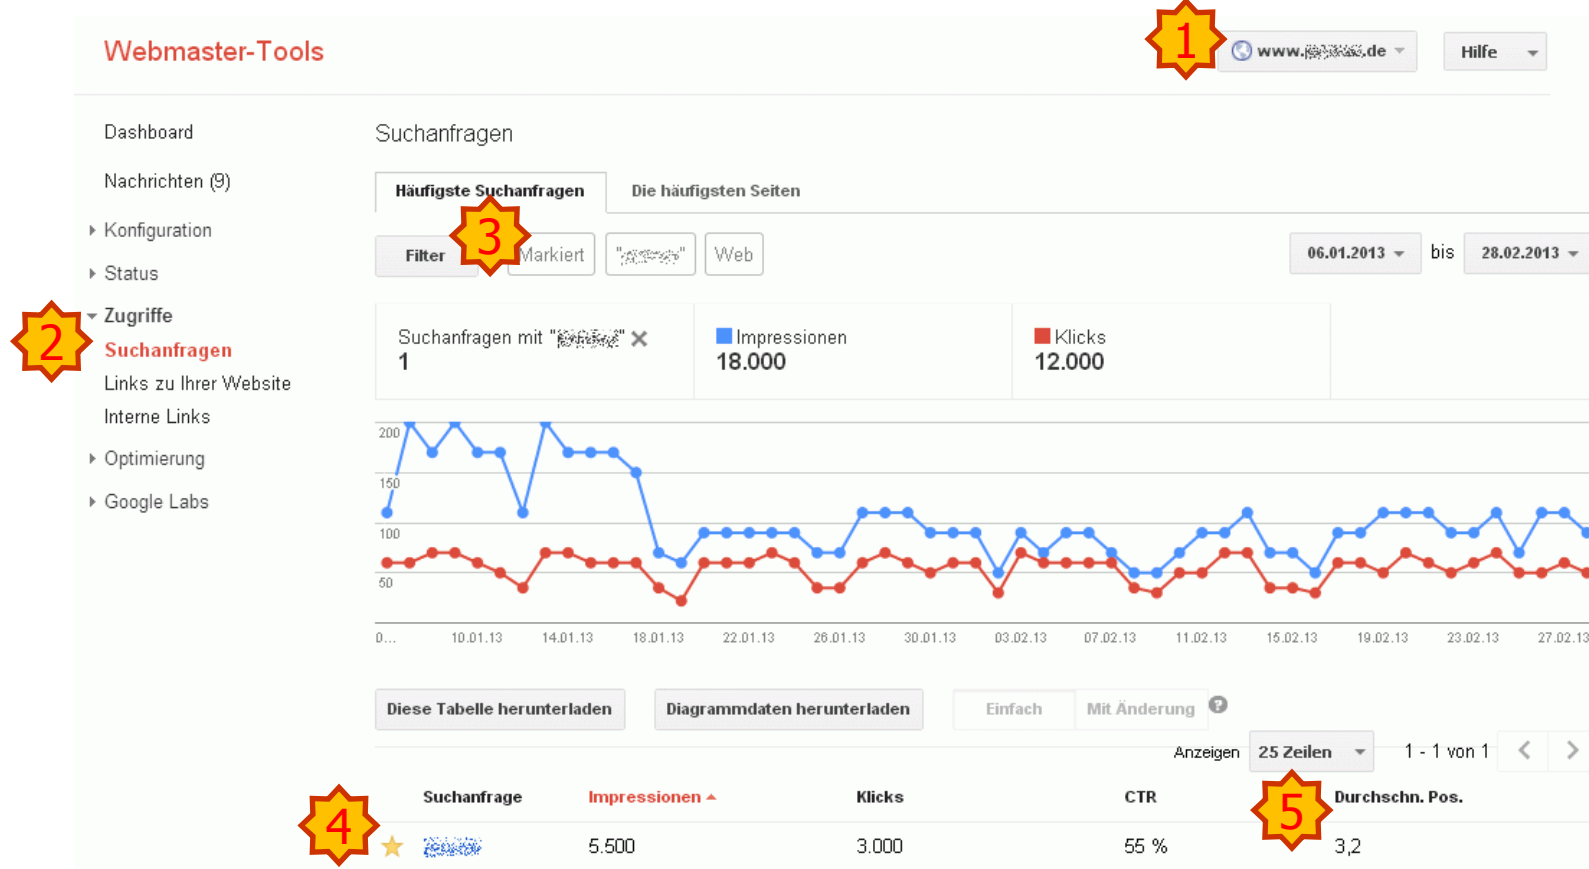 1
Webmaster-Tools
www. .de
Hilfe
Dashboard
Nachrichten (9)
Konfiguration
Status
Zugriffe
2
Suchanfragen
Links zu Ihrer Website
Interne Links
Optimierung
Google Labs
Suchanfragen
Häufigste Suchanfragen
Die häufigsten Seiten
3
Filter
Markiert
" "
Web
06.01.2013
bis
28.02.2013
Suchanfragen mit " "
1
Impressionen
18.000
Klicks
12.000
200
150
100
50
0...
10.01.13
14.01.13
18.01.13
22.01.13
26.01.13
30.01.13
03.02.13
07.02.13
11.02.13
15.02.13
19.02.13
23.02.13
27.02.13
Diese Tabelle herunterladen
Diagrammdaten herunterladen
Einfach
Mit Änderung
?
Anzeigen
25 Zeilen
1 - 1 von 1
4
5
Suchanfrage
Impressionen
Klicks
CTR
Durchschn. Pos.
5.500
3.000
55 %
3,2